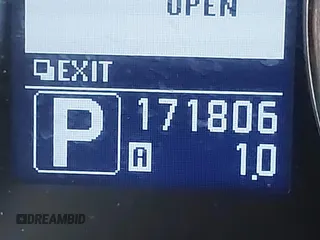 OPEN
EXIT
P 171806
A 1.0
DREAMBID